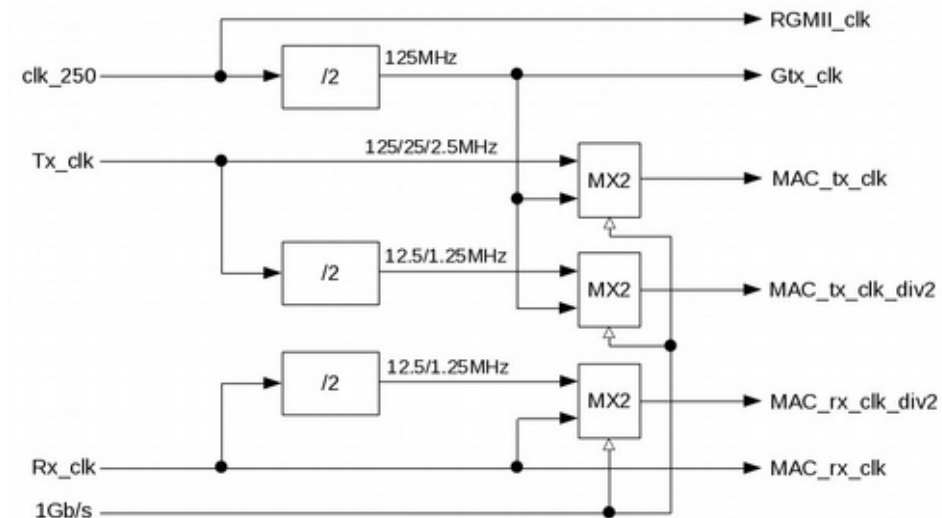 RGMII_clk
clk_250
/2
125MHz
Gtx_clk
Tx_clk
125/25/2.5MHz
MX2
MAC_tx_clk
/2
12.5/1.25MHz
MX2
MAC_tx_clk_div2
/2
12.5/1.25MHz
MX2
MAC_rx_clk_div2
Rx_clk
MAC_rx_clk
1Gb/s